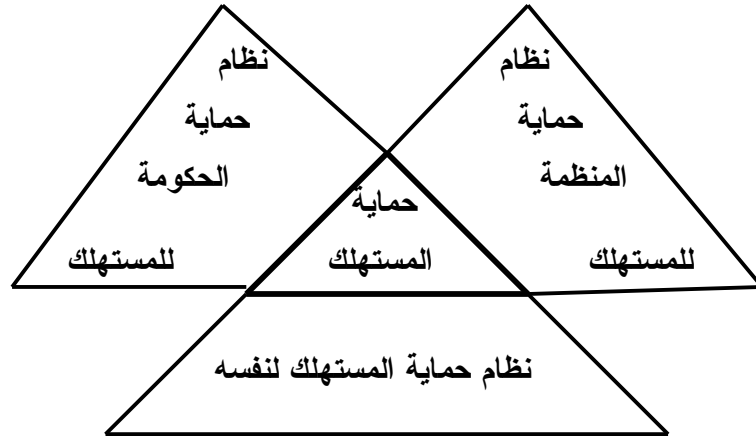 نظام
حماية
المنظمة
للمستهلك
نظام
حماية
الحكومة
للمستهلك
حماية
المستهلك
نظام حماية المستهلك لنفسه